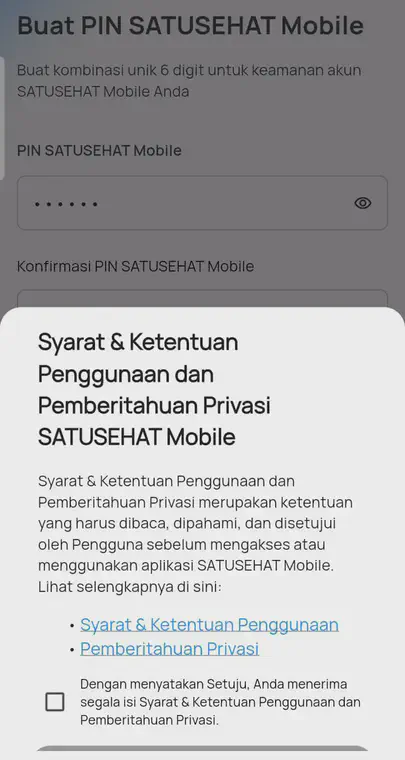 Buat PIN SATUSEHAT Mobile
Buat kombinasi unik 6 digit untuk keamanan akun
SATUSEHAT Mobile Anda
PIN SATUSEHAT Mobile
• • • • • •
Konfirmasi PIN SATUSEHAT Mobile
Syarat & Ketentuan
Penggunaan dan
Pemberitahuan Privasi
SATUSEHAT Mobile
Syarat & Ketentuan Penggunaan dan
Pemberitahuan Privasi merupakan ketentuan
yang harus dibaca, dipahami, dan disetujui
oleh Pengguna sebelum mengakses atau
menggunakan aplikasi SATUSEHAT Mobile.
Lihat selengkapnya di sini:
• Syarat & Ketentuan Penggunaan
• Pemberitahuan Privasi
Dengan menyatakan Setuju, Anda menerima
segala isi Syarat & Ketentuan Penggunaan dan
Pemberitahuan Privasi.